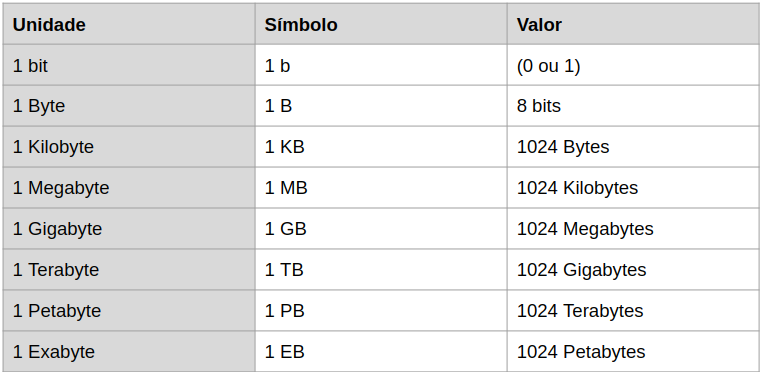 Unidade Símbolo Valor
1 bit 1 b (0 ou 1)
1 Byte 1 B 8 bits
1 Kilobyte 1 KB 1024 Bytes
1 Megabyte 1 MB 1024 Kilobytes
1 Gigabyte 1 GB 1024 Megabytes
1 Terabyte 1 TB 1024 Gigabytes
1 Petabyte 1 PB 1024 Terabytes
1 Exabyte 1 EB 1024 Petabytes